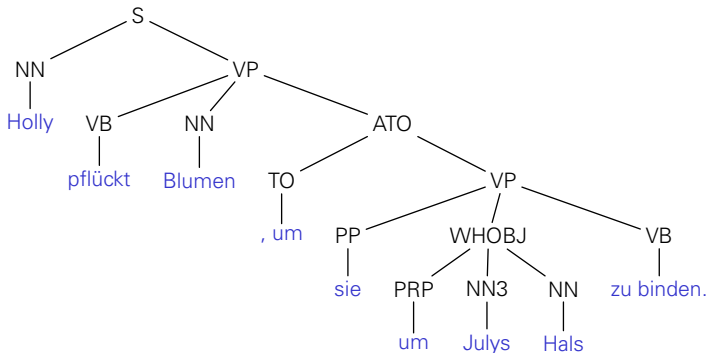 S
NN VP
Holly VB NN ATO
pflückt Blumen TO VP
, um PP WHOBJ VB
sie PRP NN3 NN zu binden.
um Julys Hals